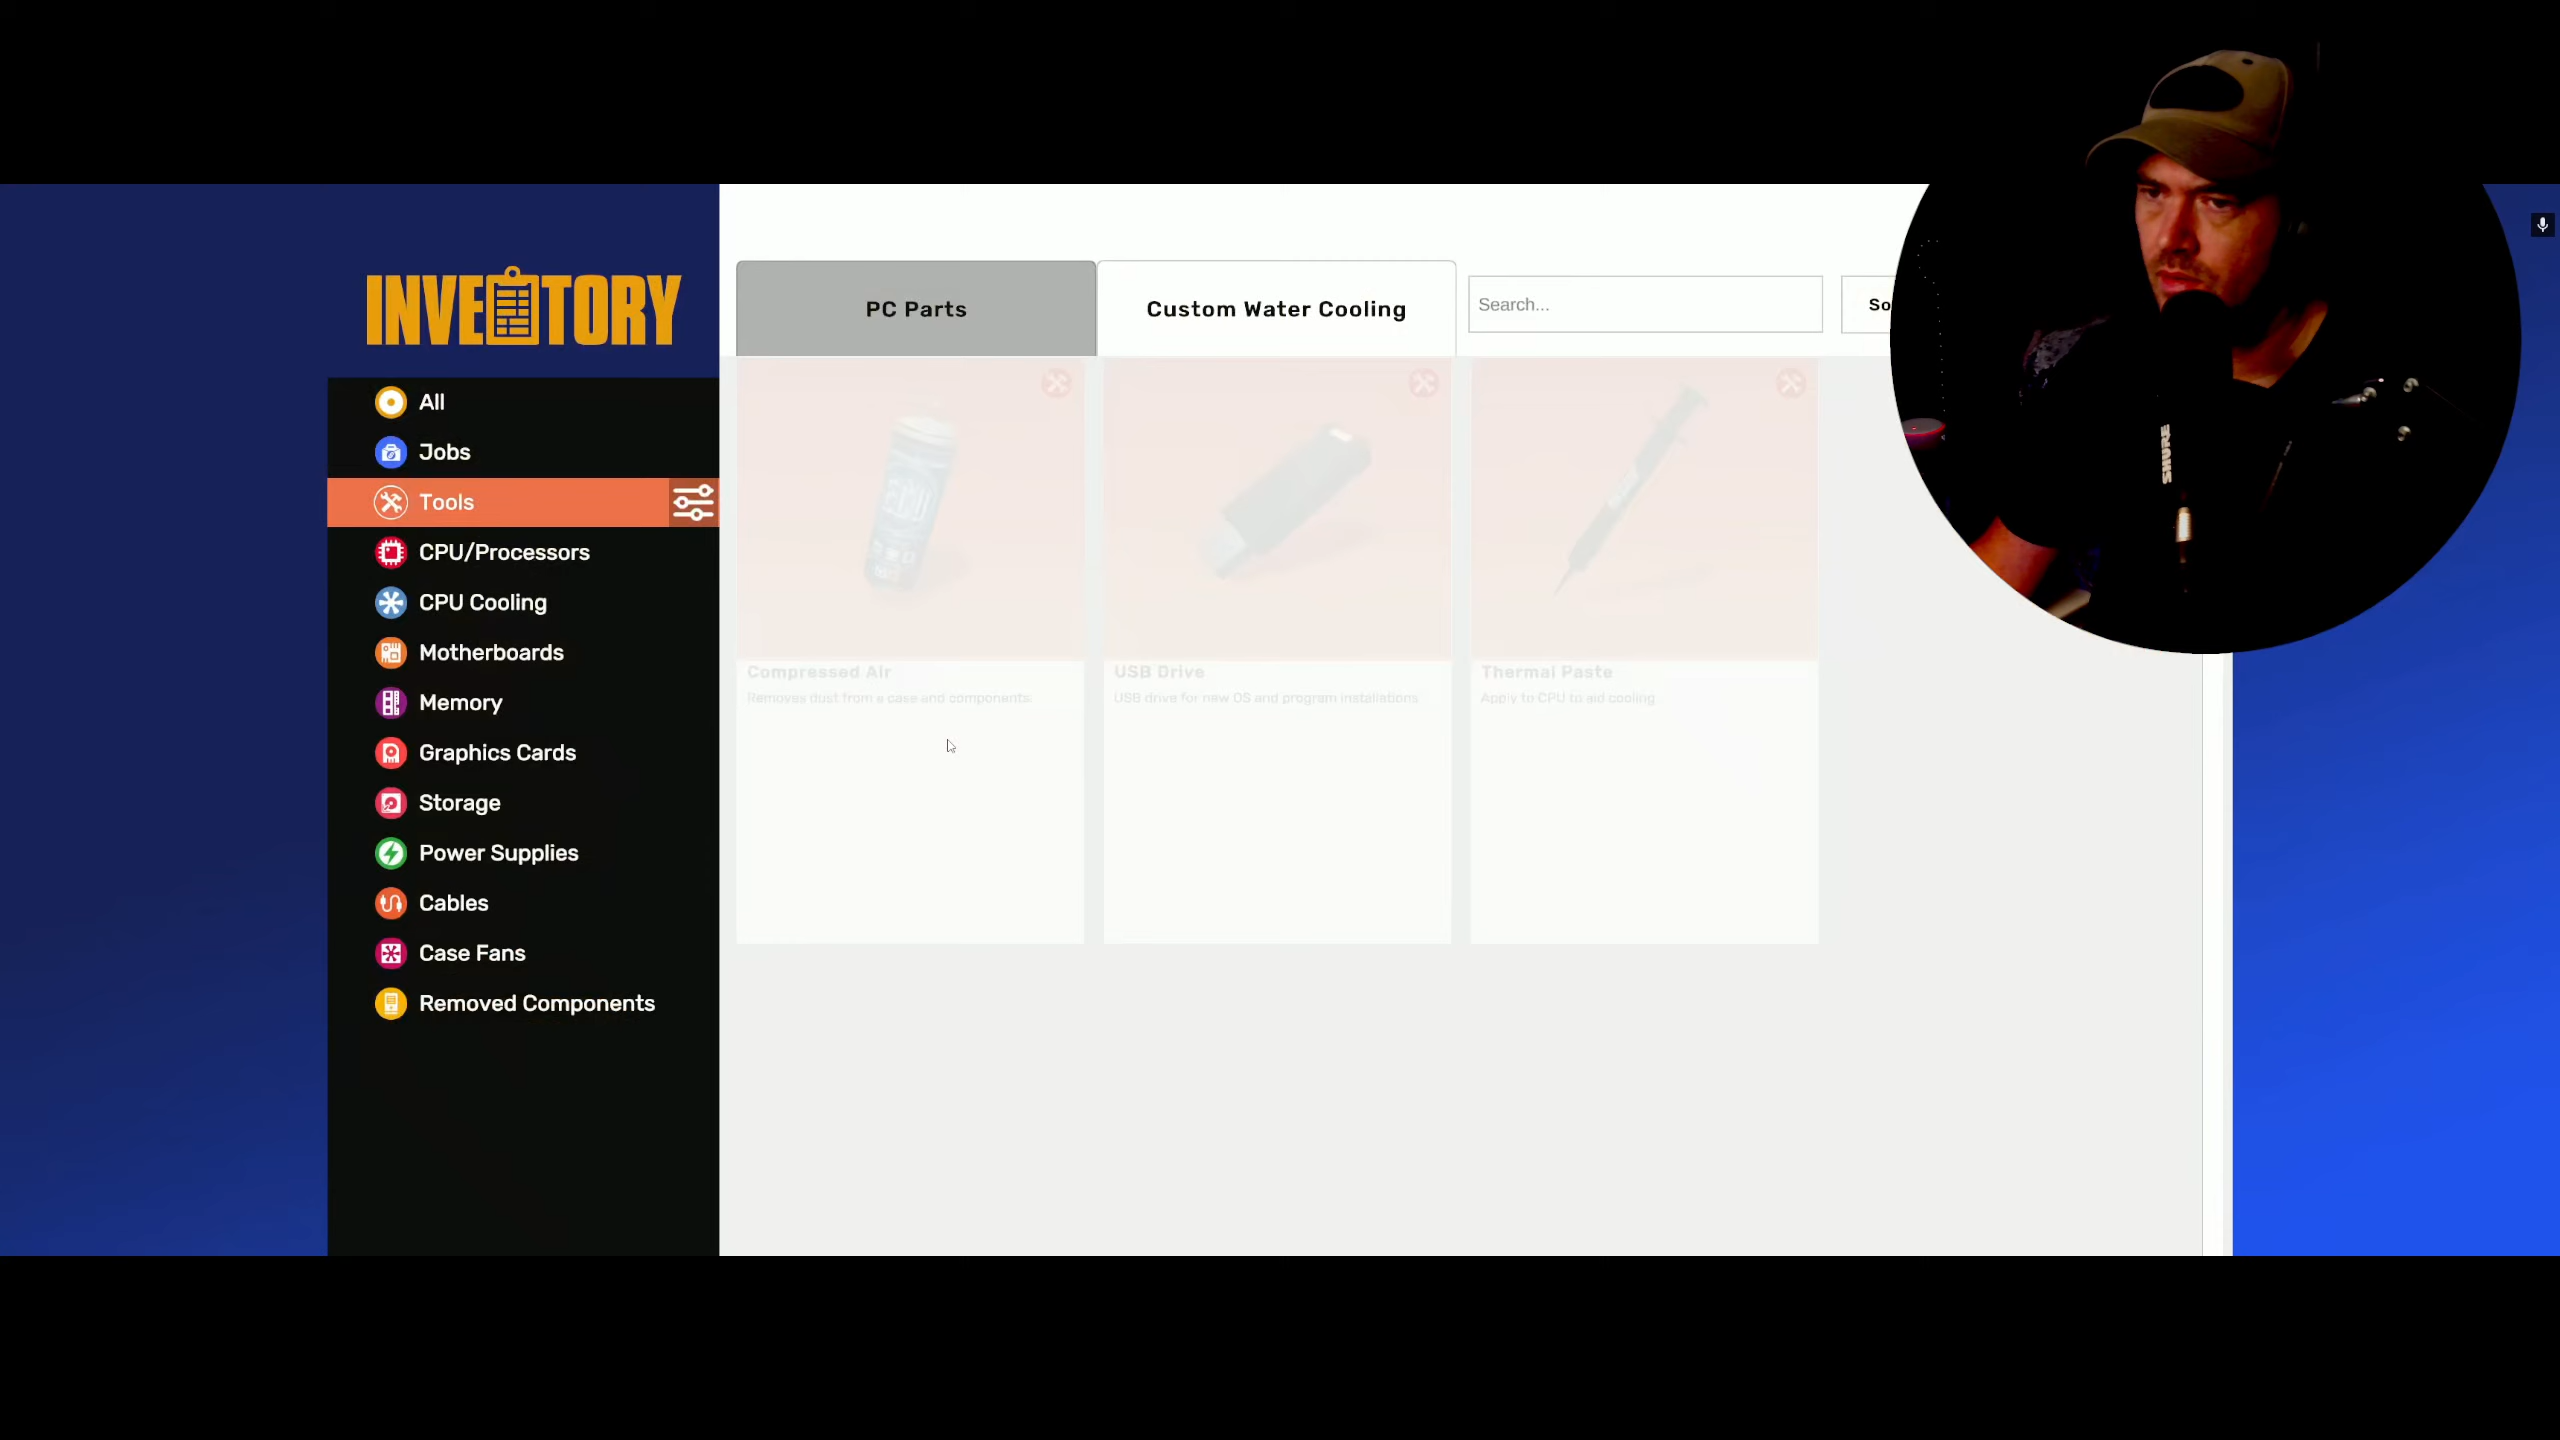 INVENTORY
All
Jobs
Tools
CPU/Processors
CPU Cooling
Motherboards
Memory
Graphics Cards
Storage
Power Supplies
Cables
Case Fans
Removed Components
PC Parts
Custom Water Cooling
Search...
So
Compressed Air
Removes dust from a case and components.
USB Drive
USB drive for new OS and program installations
Thermal Paste
Apply to CPU to aid cooling
SHURE